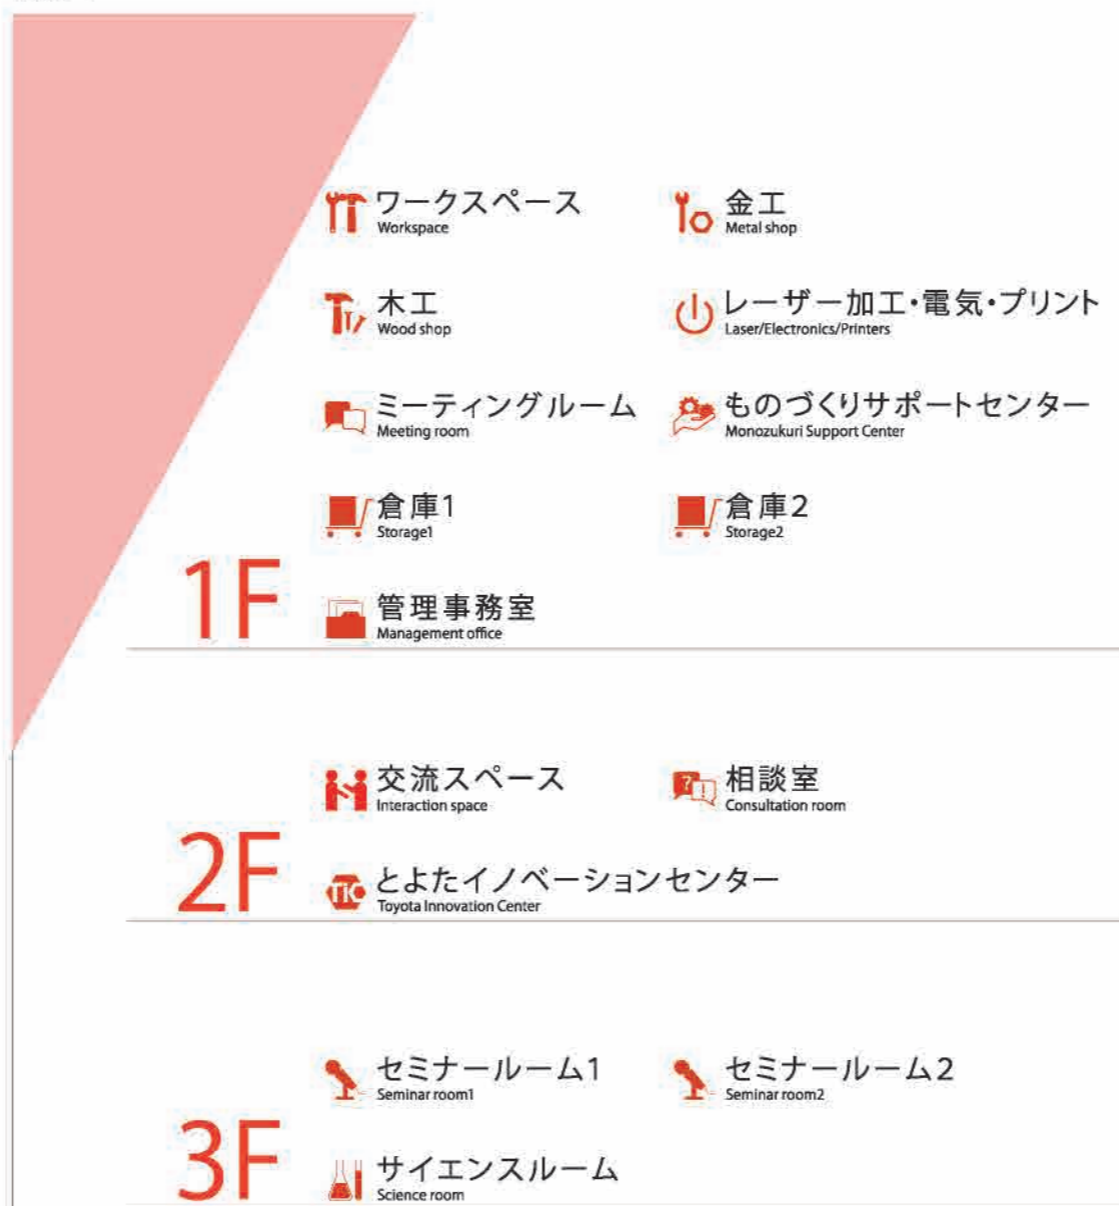 ワークスペース
Workspace
金工
Metal shop
木工
Wood shop
レーザー加工・電気・プリント
Laser/Electronics/Printers
ミーティングルーム
Meeting room
ものづくりサポートセンター
Monozukuri Support Center
倉庫1
Storage1
倉庫2
Storage2
1F
管理事務室
Management office
交流スペース
Interaction space
相談室
Consultation room
2F
TIC
とよたイノベーションセンター
Toyota Innovation Center
セミナールーム1
Seminar room1
セミナールーム2
Seminar room2
3F
サイエンスルーム
Science room